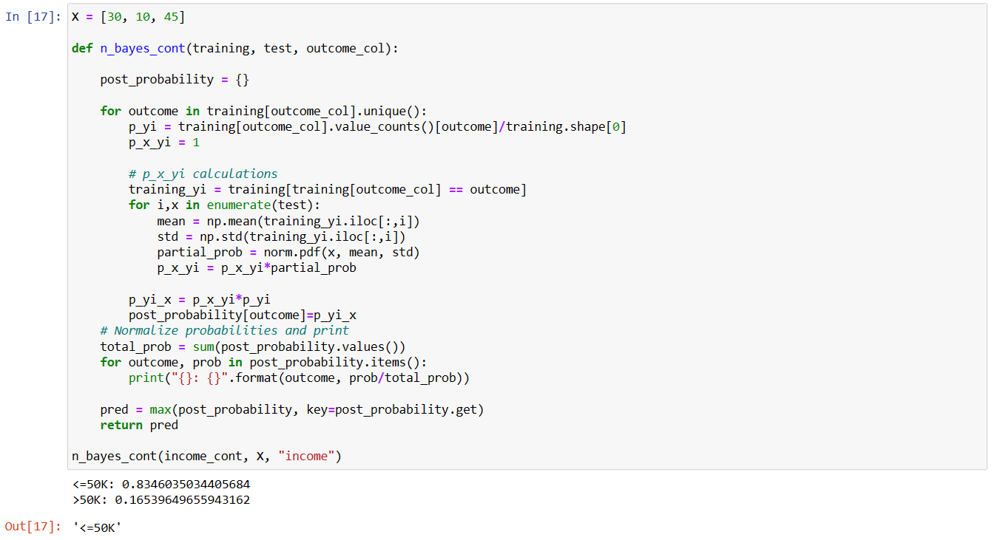 In [17]: X = [30, 10, 45]
def n_bayes_cont(training, test, outcome_col):
post_probability = {}
for outcome in training[outcome_col].unique():
p_yi = training[outcome_col].value_counts()[outcome]/training.shape[0]
p_x_yi = 1
# p_x_yi calculations
training_yi = training[training[outcome_col] == outcome]
for i,x in enumerate(test):
mean = np.mean(training_yi.iloc[:,i])
std = np.std(training_yi.iloc[:,i])
partial_prob = norm.pdf(x, mean, std)
p_x_yi = p_x_yi*partial_prob
p_yi_x = p_x_yi*p_yi
post_probability[outcome]=p_yi_x
# Normalize probabilities and print
total_prob = sum(post_probability.values())
for outcome, prob in post_probability.items():
print("{}: {}".format(outcome, prob/total_prob))
pred = max(post_probability, key=post_probability.get)
return pred
n_bayes_cont(income_cont, X, "income")
<=50K: 0.8346035034405684
>50K: 0.16539649655943162
Out[17]: '<=50K'